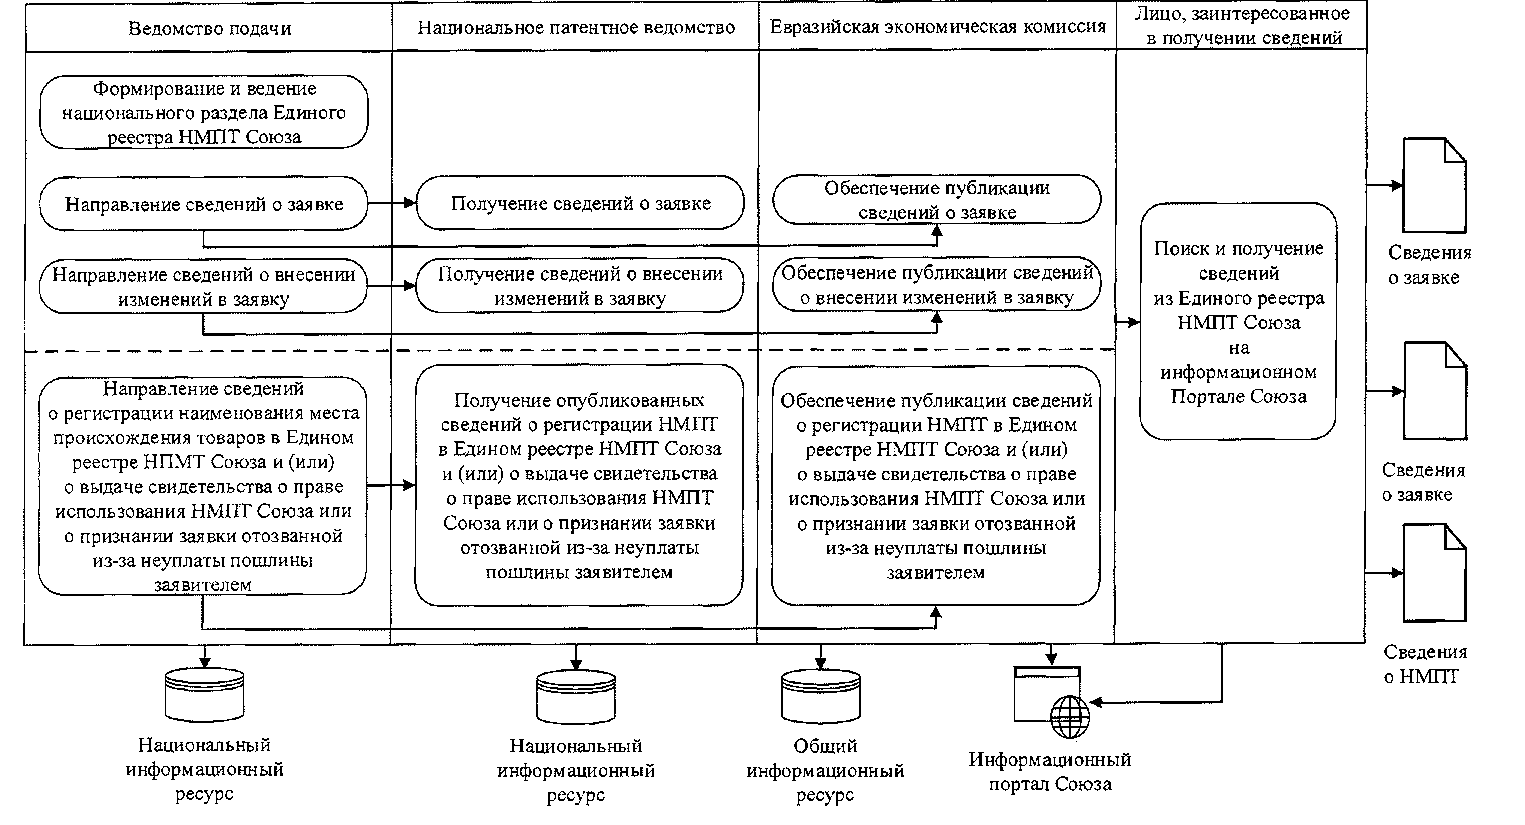 Ведомство подачи
Национальное патентное ведомство
Евразийская экономическая комиссия
Лицо, заинтересованное
в получении сведений
Формирование и ведение
национального раздела Единого
реестра НМПТ Союза
Направление сведений о заявке
Получение сведений о заявке
Обеспечение публикации
сведений о заявке
Направление сведений о внесении
изменений в заявку
Получение сведений о внесении
изменений в заявку
Обеспечение публикации сведений
о внесении изменений в заявку
Поиск и получение
сведений
из Единого реестра
НМПТ Союза
на
информационном
Портале Союза
Направление сведений
о регистрации наименования места
происхождения товаров в Едином
реестре НПМТ Союза и (или)
о выдаче свидетельства о праве
использования НМПТ Союза или
о признании заявки отозванной
из-за неуплаты пошлины
заявителем
Получение опубликованных
сведений о регистрации НМПТ
в Едином реестре НМПТ Союза
и (или) о выдаче свидетельства
о праве использования НМПТ
Союза или о признании заявки
отозванной из-за неуплаты
пошлины заявителем
Обеспечение публикации сведений
о регистрации НМПТ в Едином
реестре НМПТ Союза и (или)
о выдаче свидетельства о праве
использования НМПТ Союза или
о признании заявки отозванной
из-за неуплаты пошлины
заявителем
Сведения
о заявке
Сведения
о заявке
Сведения
о НМПТ
Национальный
информационный
ресурс
Национальный
информационный
ресурс
Общий
информационный
ресурс
Информационный
портал Союза